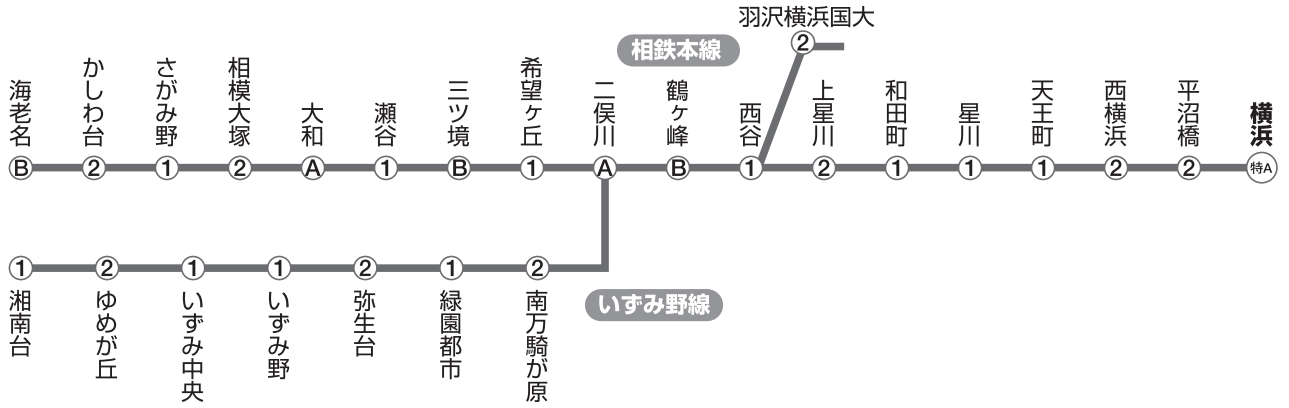 羽沢横浜国大
相鉄本線
②
海老名
かしわ台
さがみ野
相模大塚
大和
瀬谷
三ツ境
希望ヶ丘
二俣川
鶴ヶ峰
西谷
上星川
和田町
星川
天王町
西横浜
平沼橋
横浜
B 2 1 2 A 1 B 1 A B 1 2 1 1 1 2 2 特A
1 2 1 1 2 1 2
湘南台
ゆめが丘
いずみ中央
いずみ野
弥生台
緑園都市
南万騎が原
いずみ野線